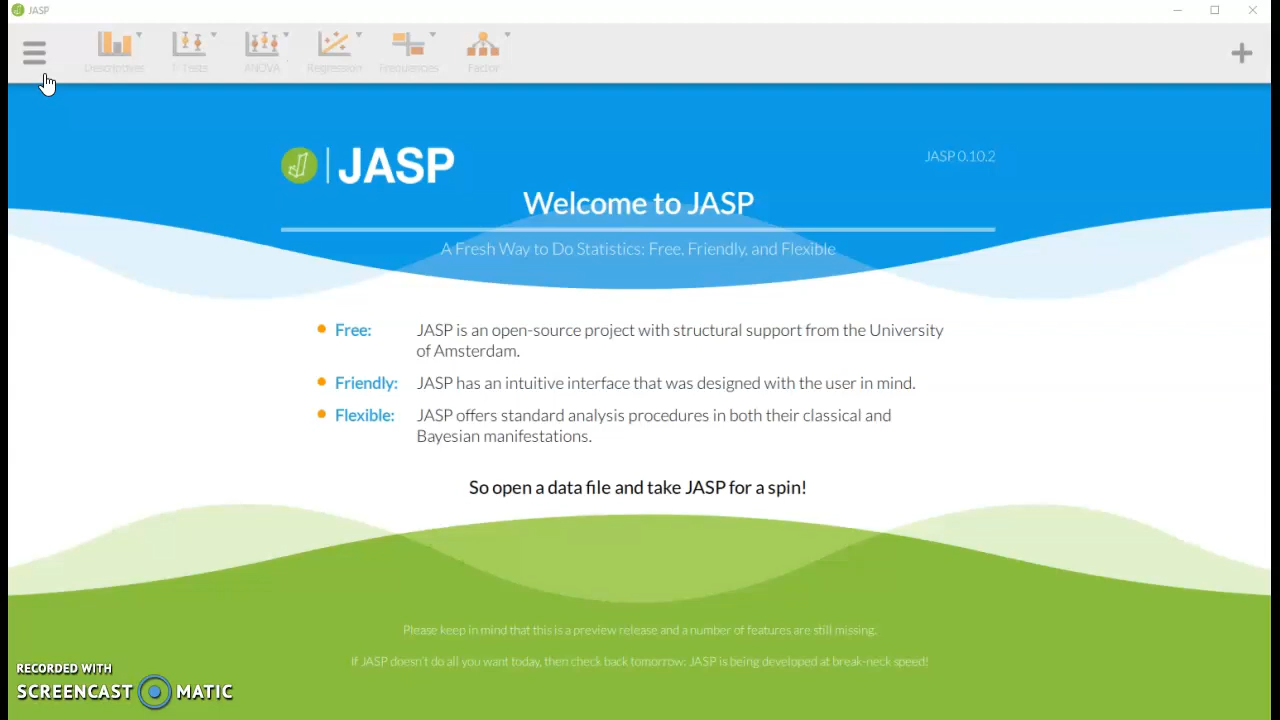 JASP
Descriptives T-Tests ANOVA Regression Frequencies Factor
JASP
JASP 0.10.2
Welcome to JASP
A Fresh Way to Do Statistics: Free, Friendly, and Flexible
Free: JASP is an open-source project with structural support from the University
of Amsterdam.
Friendly: JASP has an intuitive interface that was designed with the user in mind.
Flexible: JASP offers standard analysis procedures in both their classical and
Bayesian manifestations.
So open a data file and take JASP for a spin!
Please keep in mind that this is a preview release and a number of features are still missing.
If JASP doesn't do all you want today, then check back tomorrow: JASP is being developed at break-neck speed!
RECORDED WITH
SCREENCAST MATIC